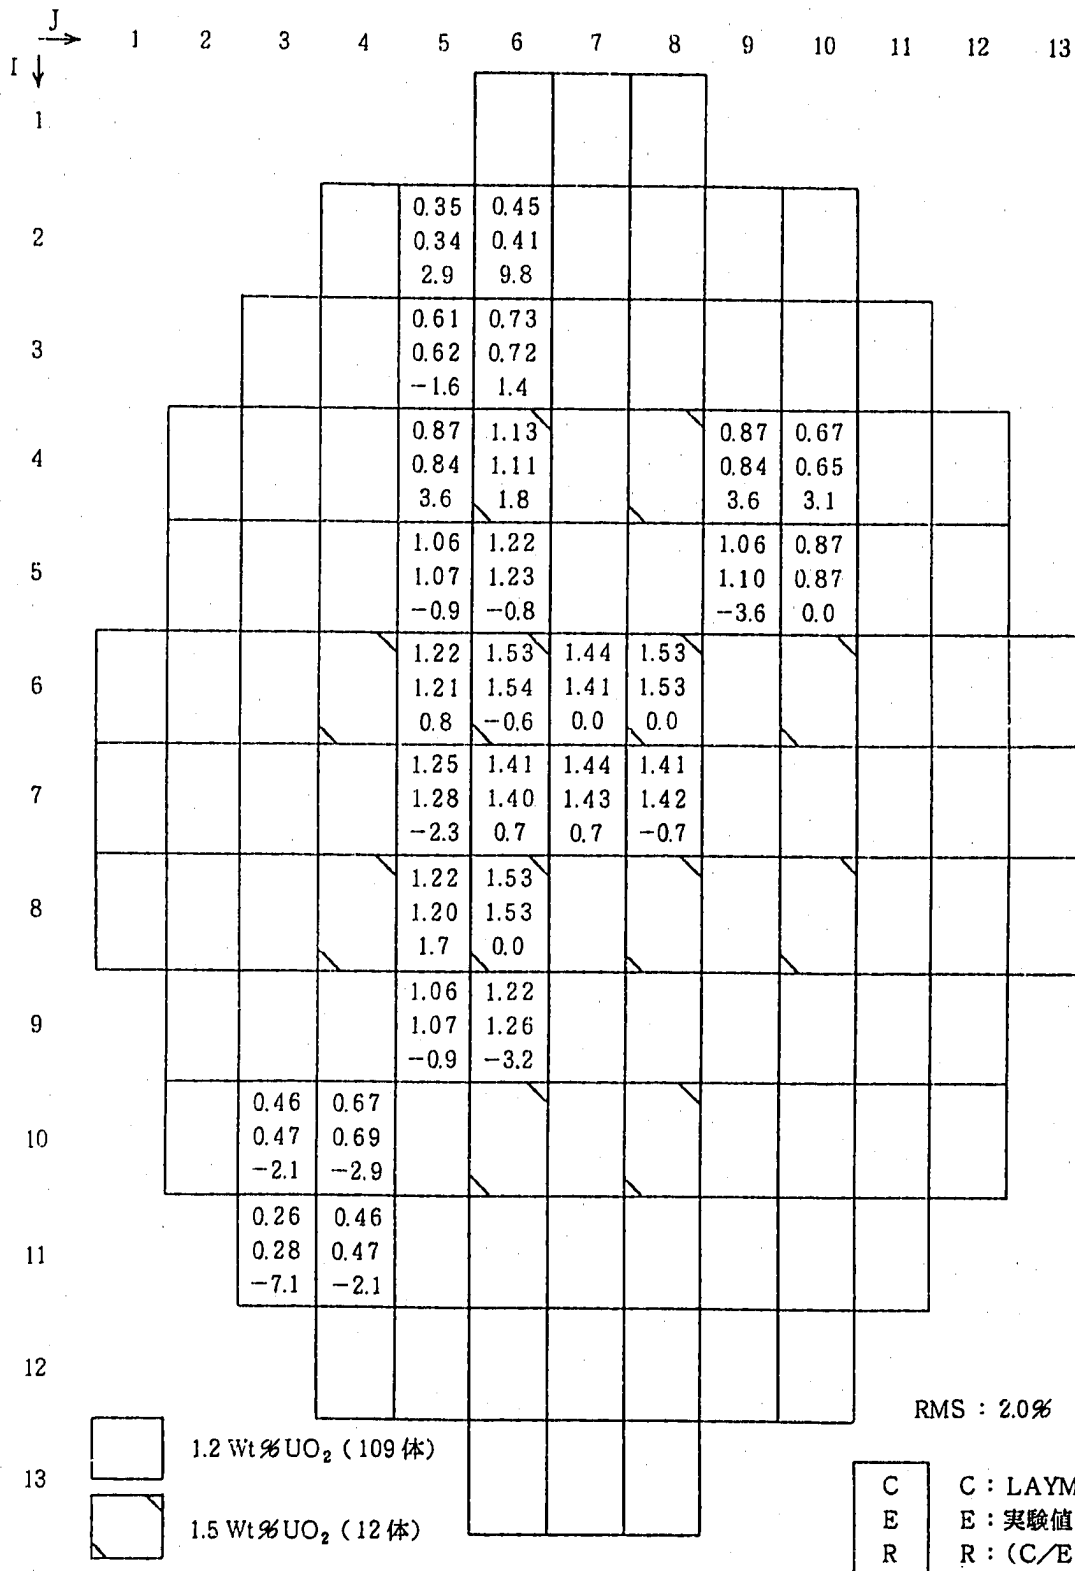 J
→ 1 2 3 4 5 6 7 8 9 10 11 12 13
I ↓
1
0.35 0.45
2 0.34 0.41
2.9 9.8
0.61 0.73
3 0.62 0.72
−1.6 1.4
0.87 1.13 0.87 0.67
4 0.84 1.11 0.84 0.65
3.6 1.8 3.6 3.1
1.06 1.22 1.06 0.87
5 1.07 1.23 1.10 0.87
−0.9 −0.8 −3.6 0.0
1.22 1.53 1.44 1.53
6 1.21 1.54 1.41 1.53
0.8 −0.6 0.0 0.0
1.25 1.41 1.44 1.41
7 1.28 1.40 1.43 1.42
−2.3 0.7 0.7 −0.7
1.22 1.53
8 1.20 1.53
1.7 0.0
1.06 1.22
9 1.07 1.26
−0.9 −3.2
0.46 0.67
10 0.47 0.69
−2.1 −2.9
0.26 0.46
11 0.28 0.47
−7.1 −2.1
12
RMS : 2.0%
1.2 Wt%UO₂ (109体)
13
1.5 Wt%UO₂ (12体)
C C : LAYM
E E : 実験値
R R : (C/E